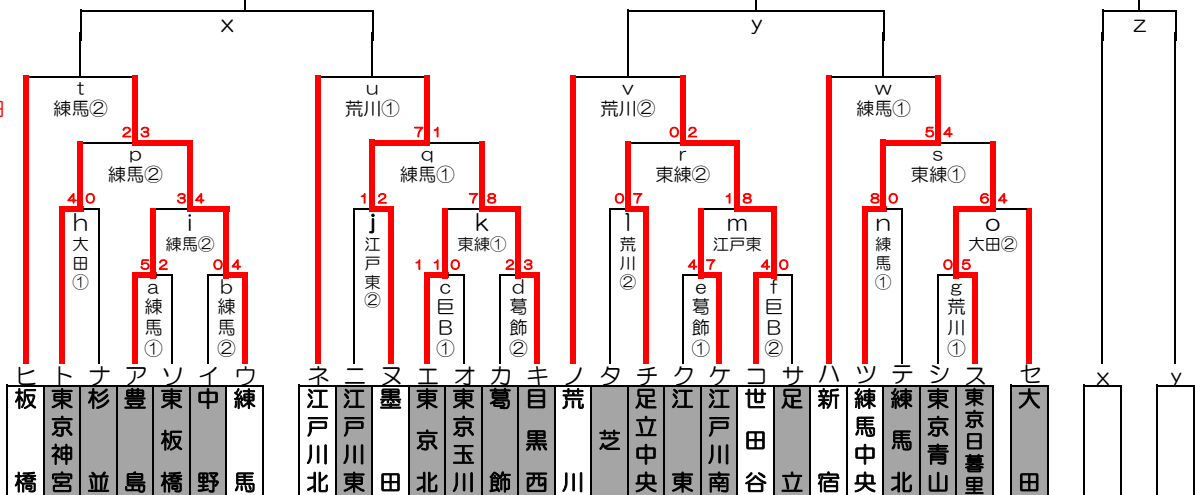 x
y
z
t
練馬②
u
荒川①
v
荒川②
w
練馬①
2 3
7 1
0 2
5 4
p
練馬②
q
練馬①
r
東練②
s
東練①
4 0
3 4
1 2
7 8
0 7
1 8
8 0
6 4
h
大田①
i
練馬②
j
江戸東②
k
東練①
l
荒川②
m
江戸東
n
練馬①
o
大田②
5 2
0 4
1 1 0
2 3
4 7
4 0
0 5
a
練馬①
b
練馬②
c
巨B①
d
葛飾②
e
葛飾①
f
巨B②
g
荒川①
ヒ ト ナ ア ソ イ ウ ネ ニ ヌ エ オ カ キ ノ タ チ ク ケ コ サ ハ ツ テ シ ス セ x y
板橋
東京神宮
杉並
豊島
東板橋
中野
練馬
江戸川北
江戸川東
墨田
東京北
東京玉川
葛飾
目黒西
荒川
芝
足立中央
江東
江戸川南
世田谷
足立
新宿
練馬中央
練馬北
東京青山
東京日暮里
大田